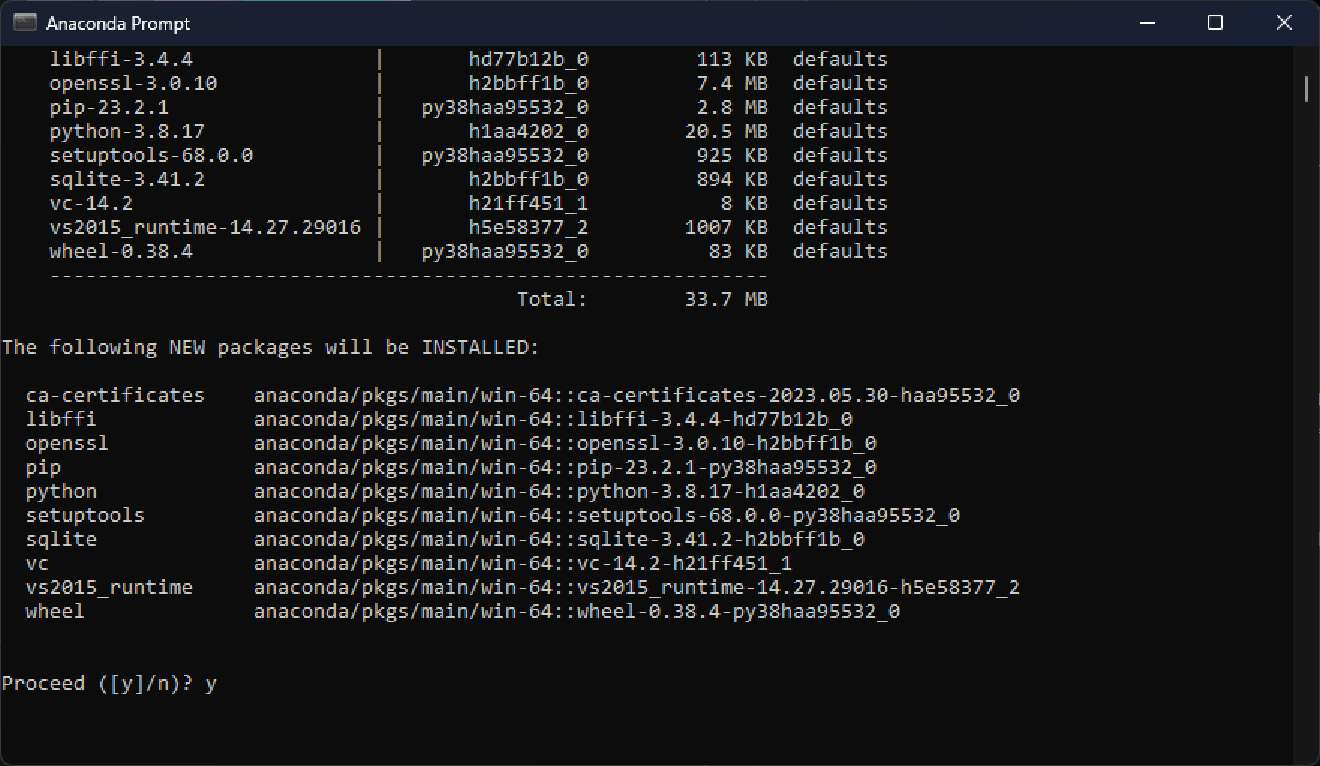 Anaconda Prompt
libffi-3.4.4 | hd77b12b_0 113 KB defaults
openssl-3.0.10 | h2bbff1b_0 7.4 MB defaults
pip-23.2.1 | py38haa95532_0 2.8 MB defaults
python-3.8.17 | h1aa4202_0 20.5 MB defaults
setuptools-68.0.0 | py38haa95532_0 925 KB defaults
sqlite-3.41.2 | h2bbff1b_0 894 KB defaults
vc-14.2 | h21ff451_1 8 KB defaults
vs2015_runtime-14.27.29016 | h5e58377_2 1007 KB defaults
wheel-0.38.4 | py38haa95532_0 83 KB defaults
------------------------------------------------------------
Total: 33.7 MB
The following NEW packages will be INSTALLED:
ca-certificates anaconda/pkgs/main/win-64::ca-certificates-2023.05.30-haa95532_0
libffi anaconda/pkgs/main/win-64::libffi-3.4.4-hd77b12b_0
openssl anaconda/pkgs/main/win-64::openssl-3.0.10-h2bbff1b_0
pip anaconda/pkgs/main/win-64::pip-23.2.1-py38haa95532_0
python anaconda/pkgs/main/win-64::python-3.8.17-h1aa4202_0
setuptools anaconda/pkgs/main/win-64::setuptools-68.0.0-py38haa95532_0
sqlite anaconda/pkgs/main/win-64::sqlite-3.41.2-h2bbff1b_0
vc anaconda/pkgs/main/win-64::vc-14.2-h21ff451_1
vs2015_runtime anaconda/pkgs/main/win-64::vs2015_runtime-14.27.29016-h5e58377_2
wheel anaconda/pkgs/main/win-64::wheel-0.38.4-py38haa95532_0
Proceed ([y]/n)? y